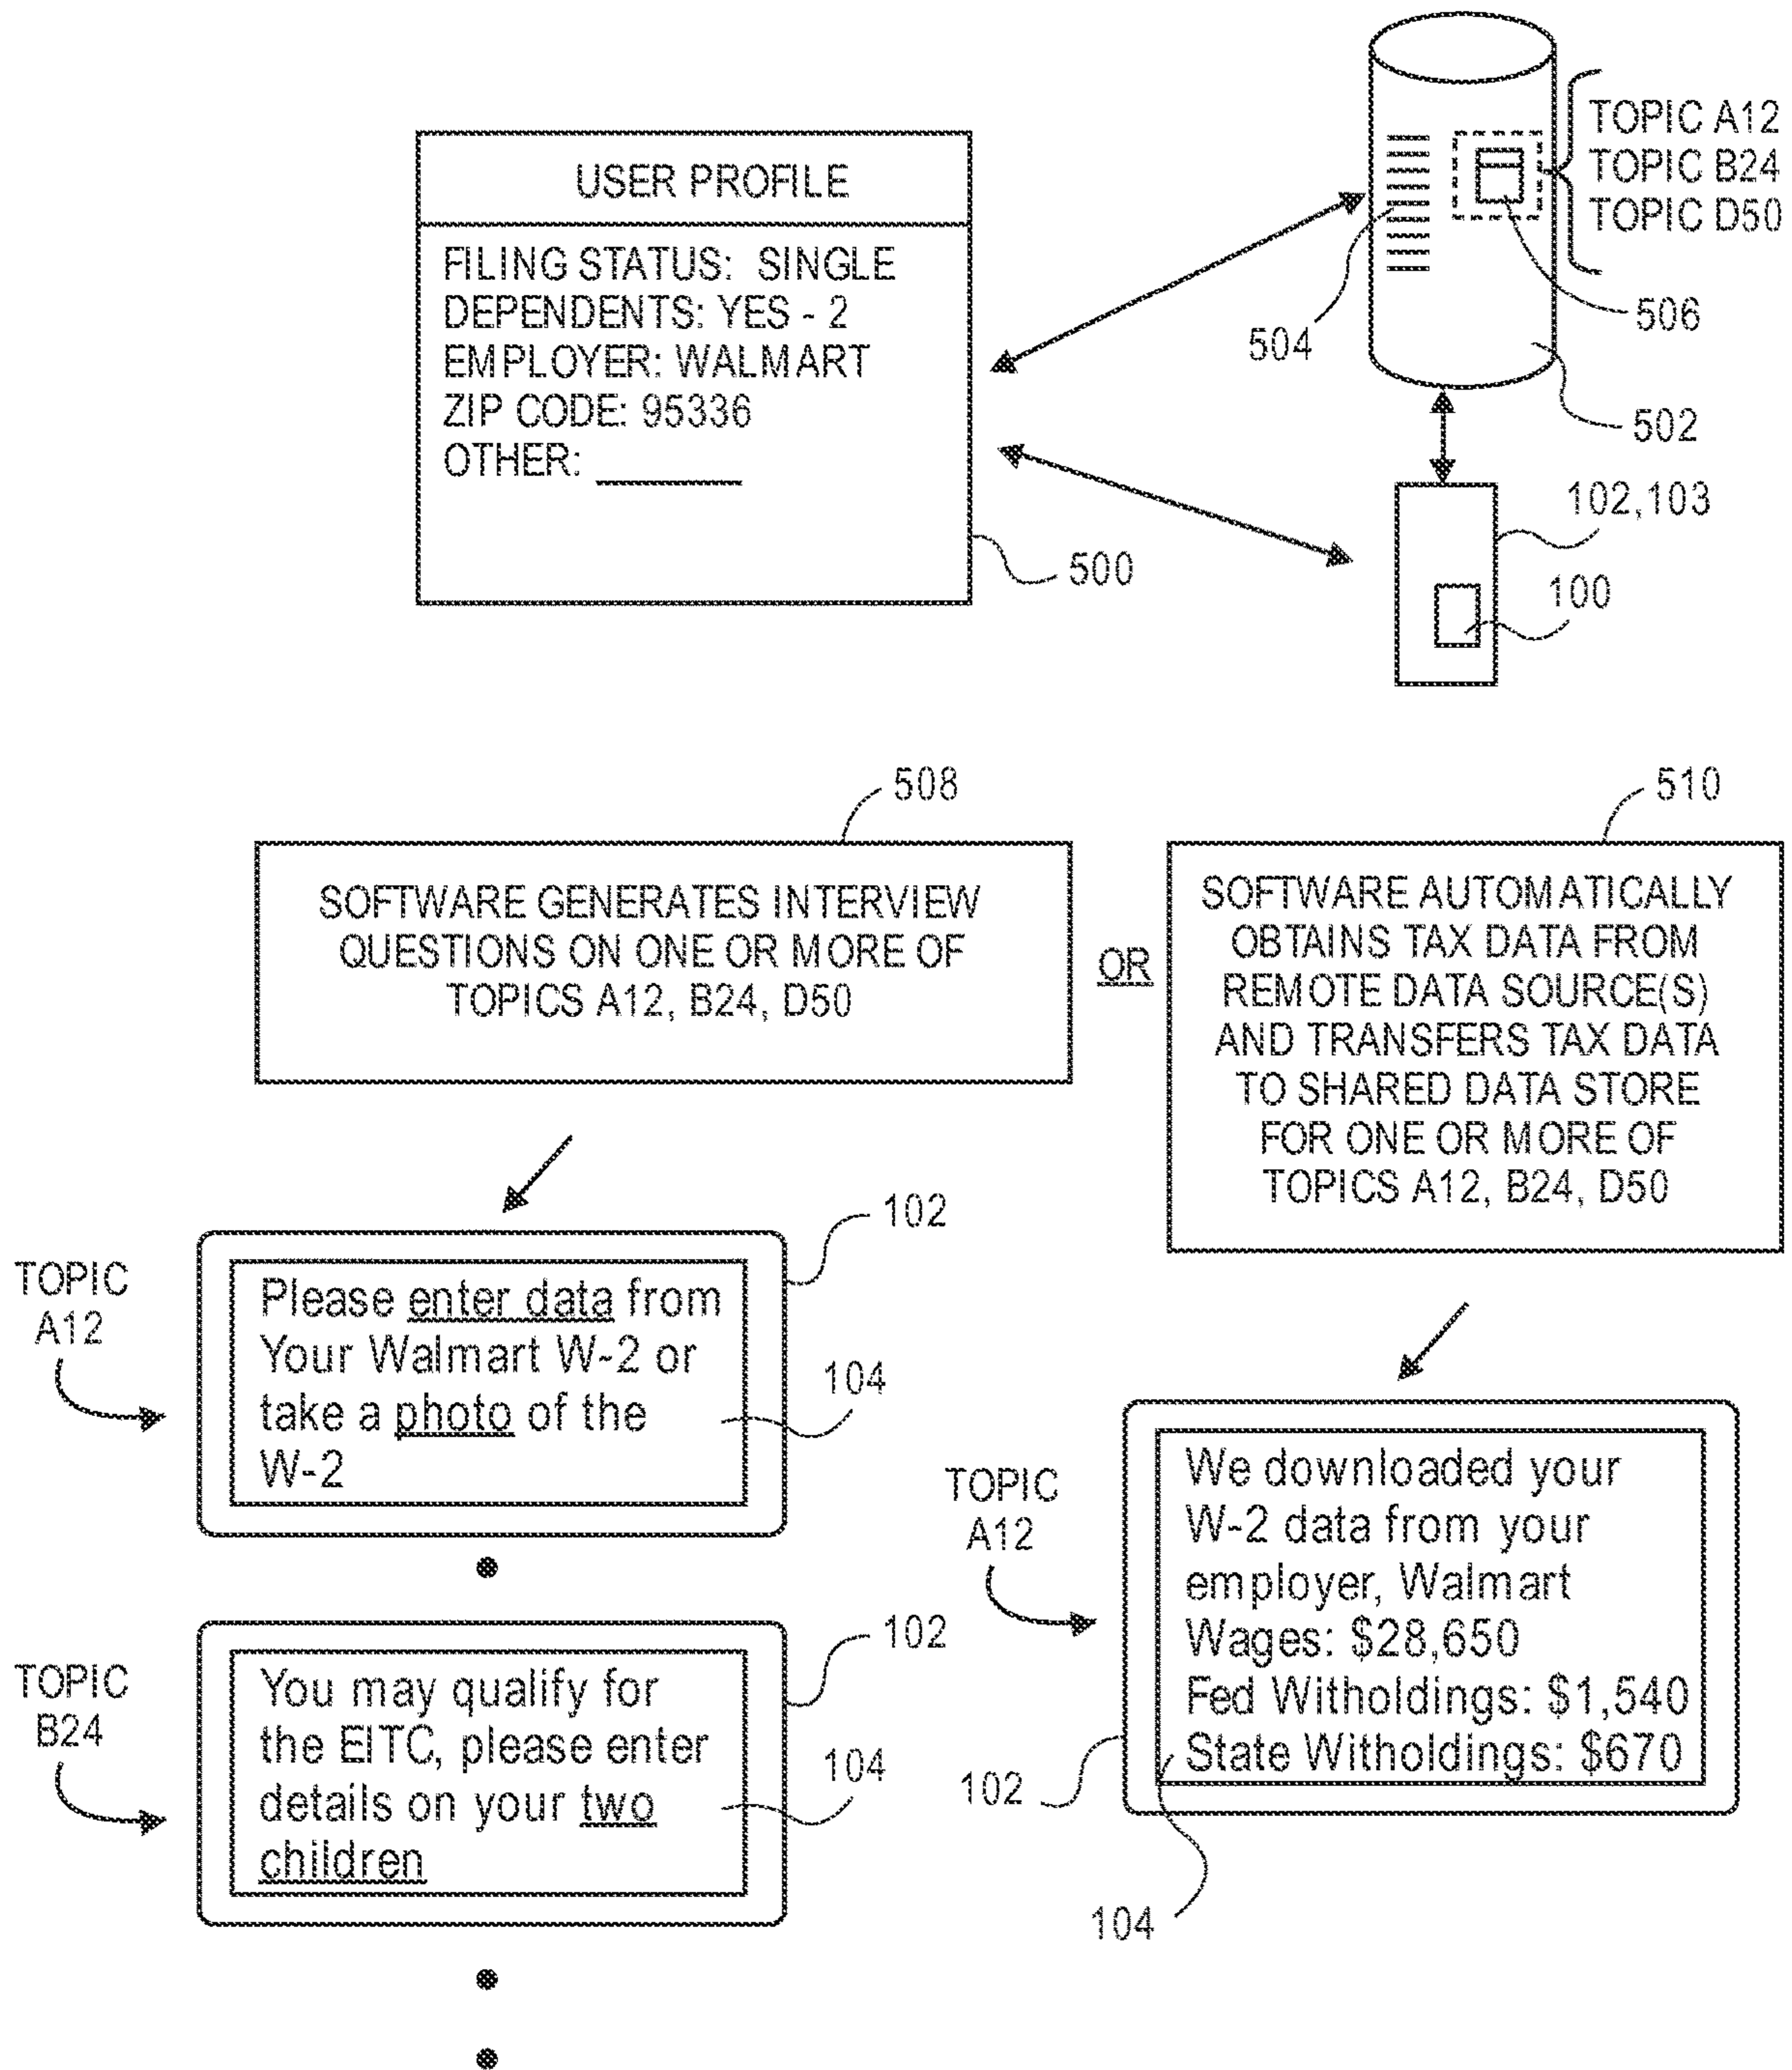 USER PROFILE
FILING STATUS: SINGLE
DEPENDENTS: YES - 2
EMPLOYER: WALMART
ZIP CODE: 95336
OTHER:
500
TOPIC A12
TOPIC B24
TOPIC D50
504
506
502
102,103
100
508
SOFTWARE GENERATES INTERVIEW
QUESTIONS ON ONE OR MORE OF
TOPICS A12, B24, D50
OR
510
SOFTWARE AUTOMATICALLY
OBTAINS TAX DATA FROM
REMOTE DATA SOURCE(S)
AND TRANSFERS TAX DATA
TO SHARED DATA STORE
FOR ONE OR MORE OF
TOPICS A12, B24, D50
TOPIC
A12
102
Please enter data from
Your Walmart W-2 or
take a photo of the
W-2
104
TOPIC
B24
102
You may qualify for
the EITC, please enter
details on your two
children
104
TOPIC
A12
We downloaded your
W-2 data from your
employer, Walmart
Wages: $28,650
Fed Witholdings: $1,540
State Witholdings: $670
102
104